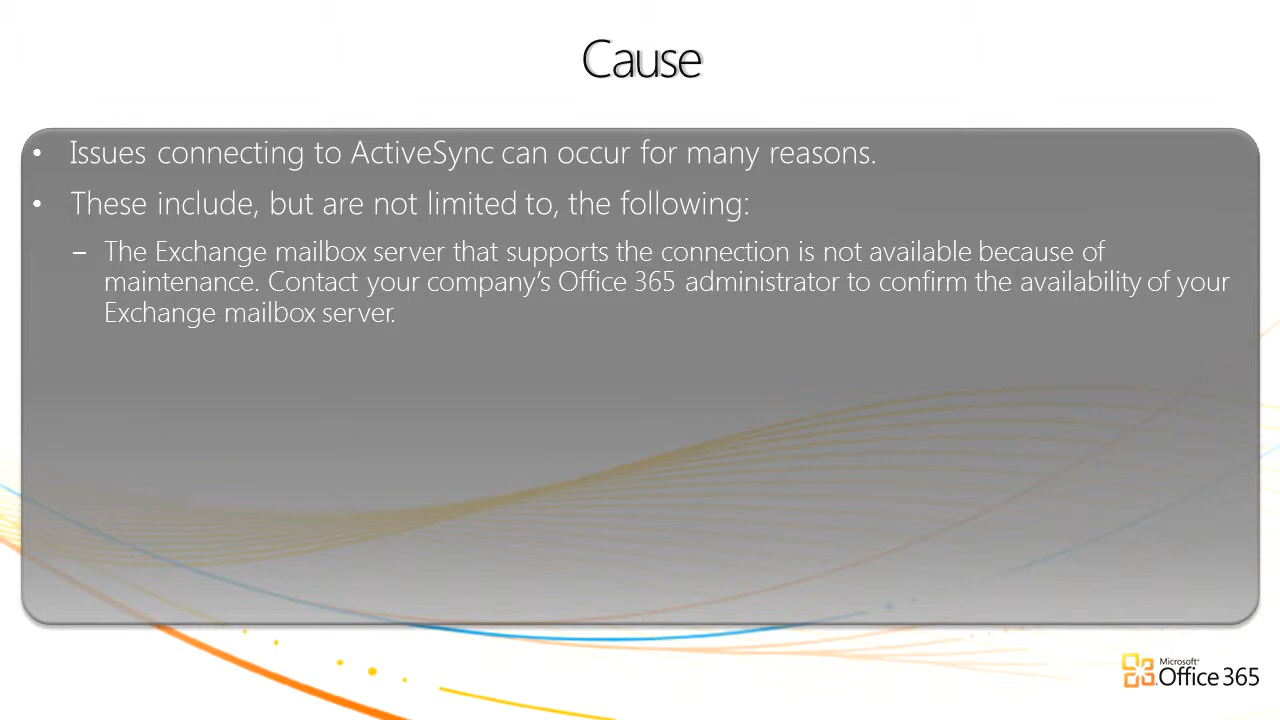 Cause
• Issues connecting to ActiveSync can occur for many reasons.
• These include, but are not limited to, the following:
– The Exchange mailbox server that supports the connection is not available because of
maintenance. Contact your company's Office 365 administrator to confirm the availability of your
Exchange mailbox server.
Microsoft®
Office 365